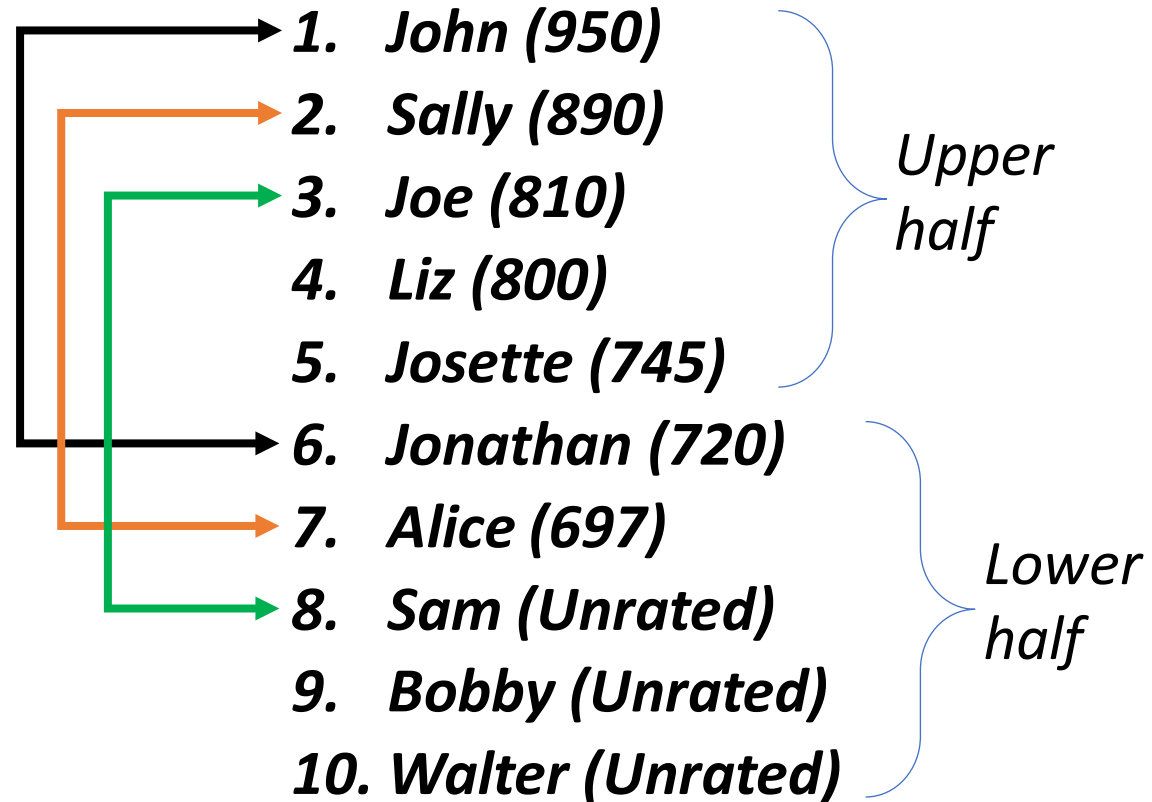 1. John (950)
2. Sally (890)
3. Joe (810)
4. Liz (800)
5. Josette (745)
6. Jonathan (720)
7. Alice (697)
8. Sam (Unrated)
9. Bobby (Unrated)
10. Walter (Unrated)
Upper
half
Lower
half